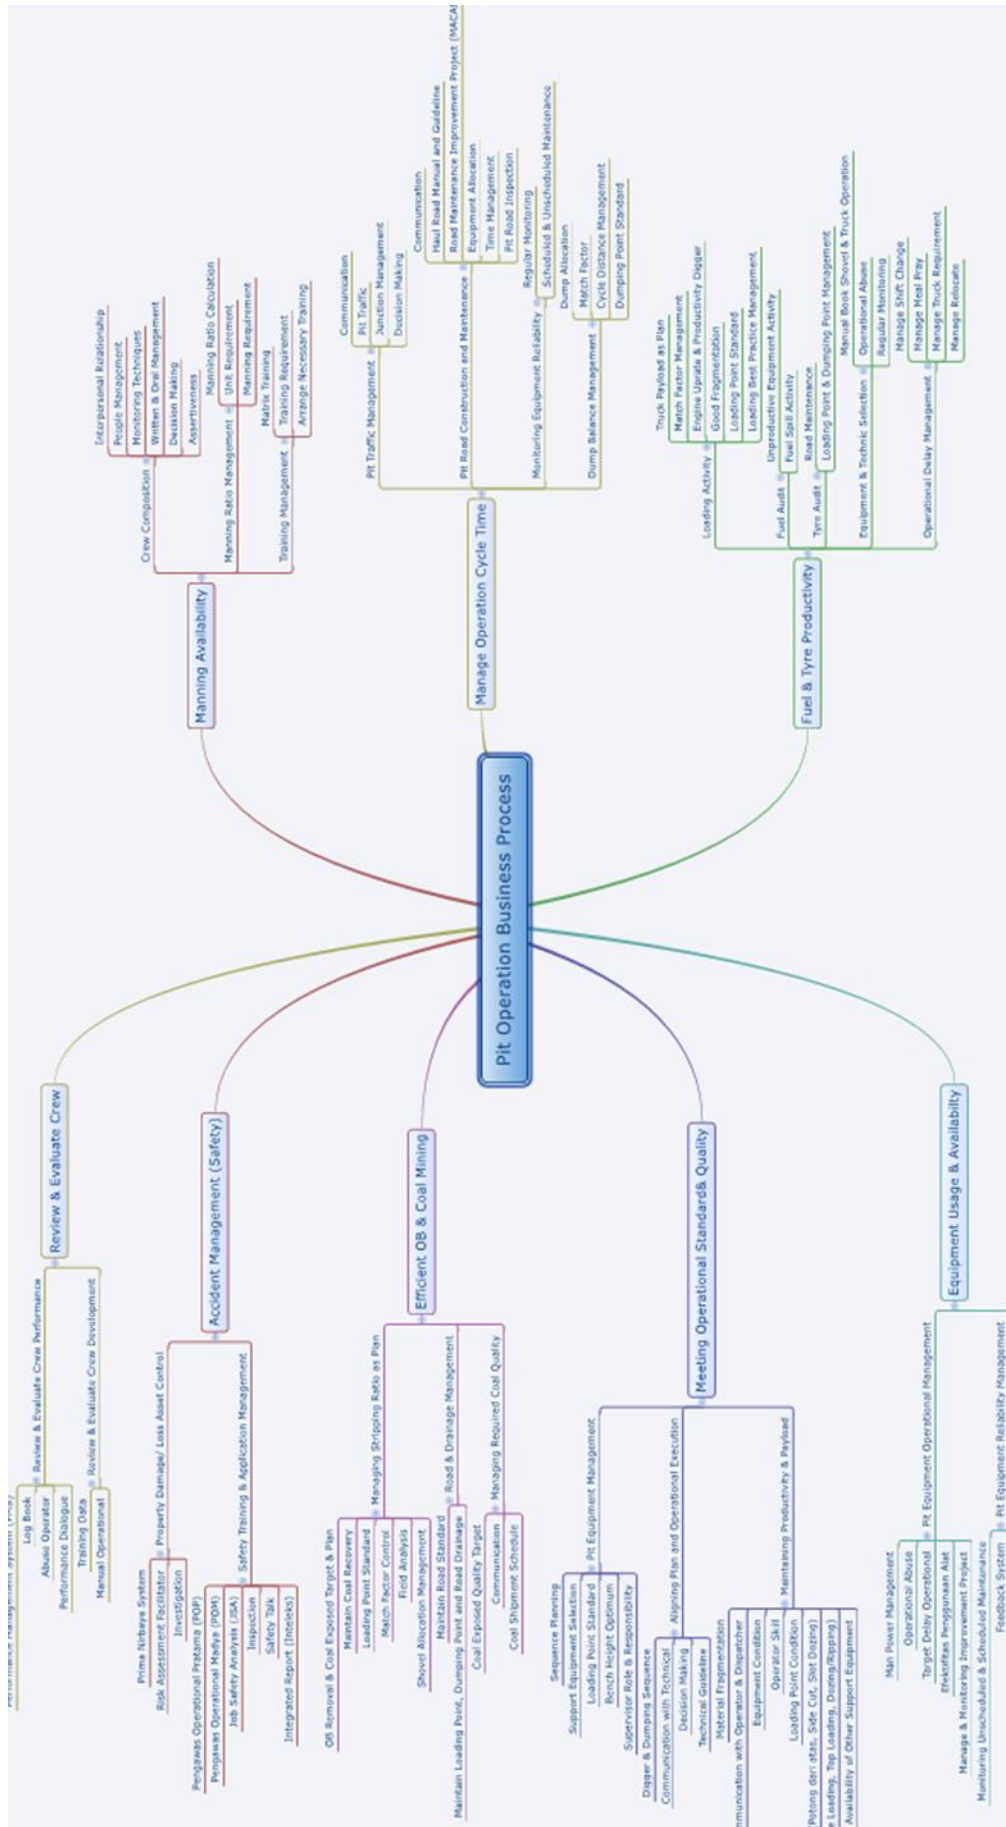 Pit Operation Business Process
Manning Availability
Crew Composition
Interpersonal Relationship
People Management
Monitoring Techniques
Written & Oral Management
Decision Making
Assertiveness
Manning Ratio Management
Manning Ratio Calculation
Unit Requirement
Manning Requirement
Training Management
Matrix Training
Training Requirement
Arrange Necessary Training
Manage Operation Cycle Time
Pit Traffic Management
Communication
Pit Traffic
Junction Management
Decision Making
Pit Road Construction and Maintenance
Communication
Haul Road Manual and Guideline
Road Maintenance Improvement Project (MACA
Equipment Allocation
Time Management
Pit Road Inspection
Monitoring Equipment Reliability
Regular Monitoring
Scheduled & Unscheduled Maintenance
Dump Balance Management
Dump Allocation
Match Factor
Cycle Distance Management
Dumping Point Standard
Fuel & Tyre Productivity
Loading Activity
Truck Payload as Plan
Match Factor Management
Engine Uprate & Productivity Digger
Good Fragmentation
Loading Point Standard
Loading Best Practice Management
Fuel Audit
Unproductive Equipment Activity
Fuel Spill Activity
Tyre Audit
Road Maintenance
Loading Point & Dumping Point Management
Equipment & Technic Selection
Manual Book Shovel & Truck Operation
Operational Abuse
Regular Monitoring
Operational Delay Management
Manage Shift Change
Manage Meal Pray
Manage Truck Requirement
Manage Relocate
Review & Evaluate Crew
Review & Evaluate Crew Performance
Log Book
Abuse Operator
Performance Dialogue
Review & Evaluate Crew Development
Training Data
Manual Operational
Accident Management (Safety)
Property Damage/ Loss Asset Control
Prima Nirbaya System
Risk Assessment Facilitator
Investigation
Safety Training & Application Management
Pengawas Operational Pratama (POP)
Pengawas Operational Madya (POM)
Job Safety Analysis (JSA)
Inspection
Safety Talk
Integrated Report (Inteleks)
Efficient OB & Coal Mining
Managing Stripping Ratio as Plan
OB Removal & Coal Exposed Target & Plan
Maintain Coal Recovery
Loading Point Standard
Match Factor Control
Field Analysis
Shovel Allocation Management
Road & Drainage Management
Maintain Road Standard
Maintain Loading Point, Dumping Point and Road Drainage
Managing Required Coal Quality
Coal Exposed Quality Target
Communication
Coal Shipment Schedule
Meeting Operational Standard& Quality
Pit Equipment Management
Sequence Planning
Support Equipment Selection
Loading Point Standard
Bench Height Optimum
Supervisor Role & Responsibility
Aligning Plan and Operational Execution
Digger & Dumping Sequence
Communication with Technical
Decision Making
Technical Guideline
Maintaining Productivity & Payload
Material Fragmentation
mmunication with Operator & Dispatcher
Equipment Condition
Operator Skill
Loading Point Condition
(Potong dari atas, Side Cut, Slot Dozing)
e Loading, Top Loading, Dozing/Ripping)
Availability of Other Support Equipment
Equipment Usage & Availabilty
Pit Equipment Operational Management
Man Power Management
Operational Abuse
Target Delay Operational
Efektifitas Penggunaan Alat
Manage & Monitoring Improvement Project
Pit Equipment Reliability Management
Monitoring Unscheduled & Scheduled Maintenance
Feedback System